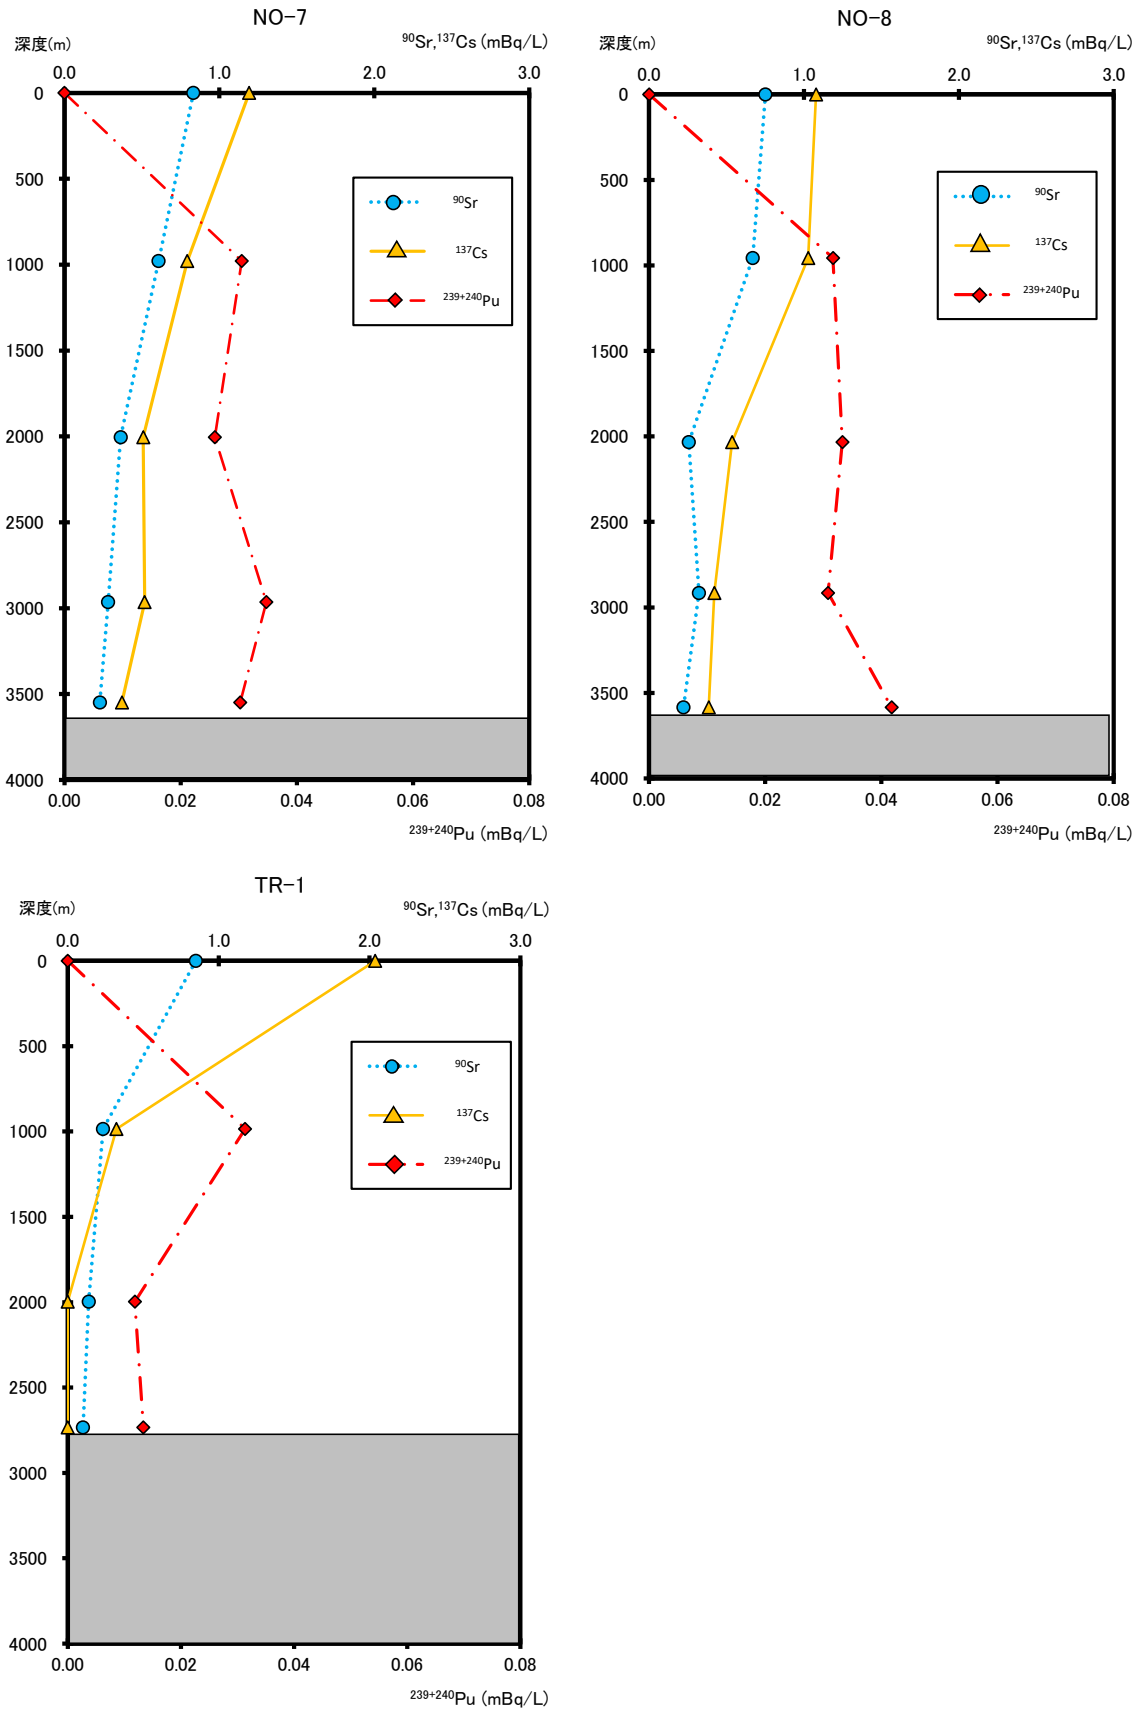 NO-7
深度(m) ⁹⁰Sr,¹³⁷Cs (mBq/L)
0.0 1.0 2.0 3.0
0
500
1000
1500
2000
2500
3000
3500
4000
⁹⁰Sr
¹³⁷Cs
²³⁹⁺²⁴⁰Pu
0.00 0.02 0.04 0.06 0.08
²³⁹⁺²⁴⁰Pu (mBq/L)
NO-8
深度(m) ⁹⁰Sr,¹³⁷Cs (mBq/L)
0.0 1.0 2.0 3.0
0
500
1000
1500
2000
2500
3000
3500
4000
⁹⁰Sr
¹³⁷Cs
²³⁹⁺²⁴⁰Pu
0.00 0.02 0.04 0.06 0.08
²³⁹⁺²⁴⁰Pu (mBq/L)
TR-1
深度(m) ⁹⁰Sr,¹³⁷Cs (mBq/L)
0.0 1.0 2.0 3.0
0
500
1000
1500
2000
2500
3000
3500
4000
⁹⁰Sr
¹³⁷Cs
²³⁹⁺²⁴⁰Pu
0.00 0.02 0.04 0.06 0.08
²³⁹⁺²⁴⁰Pu (mBq/L)